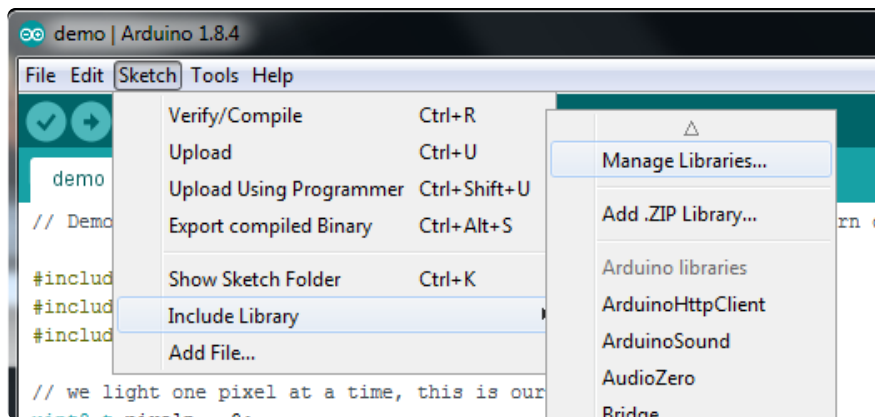 demo | Arduino 1.8.4
File Edit Sketch Tools Help
Verify/Compile Ctrl+R
Upload Ctrl+U
Upload Using Programmer Ctrl+Shift+U
Export compiled Binary Ctrl+Alt+S
Show Sketch Folder Ctrl+K
Include Library
Add File...
Manage Libraries...
Add .ZIP Library...
Arduino libraries
ArduinoHttpClient
ArduinoSound
AudioZero
Bridge
demo
// Demo
#includ
#includ
#includ
// we light one pixel at a time, this is our